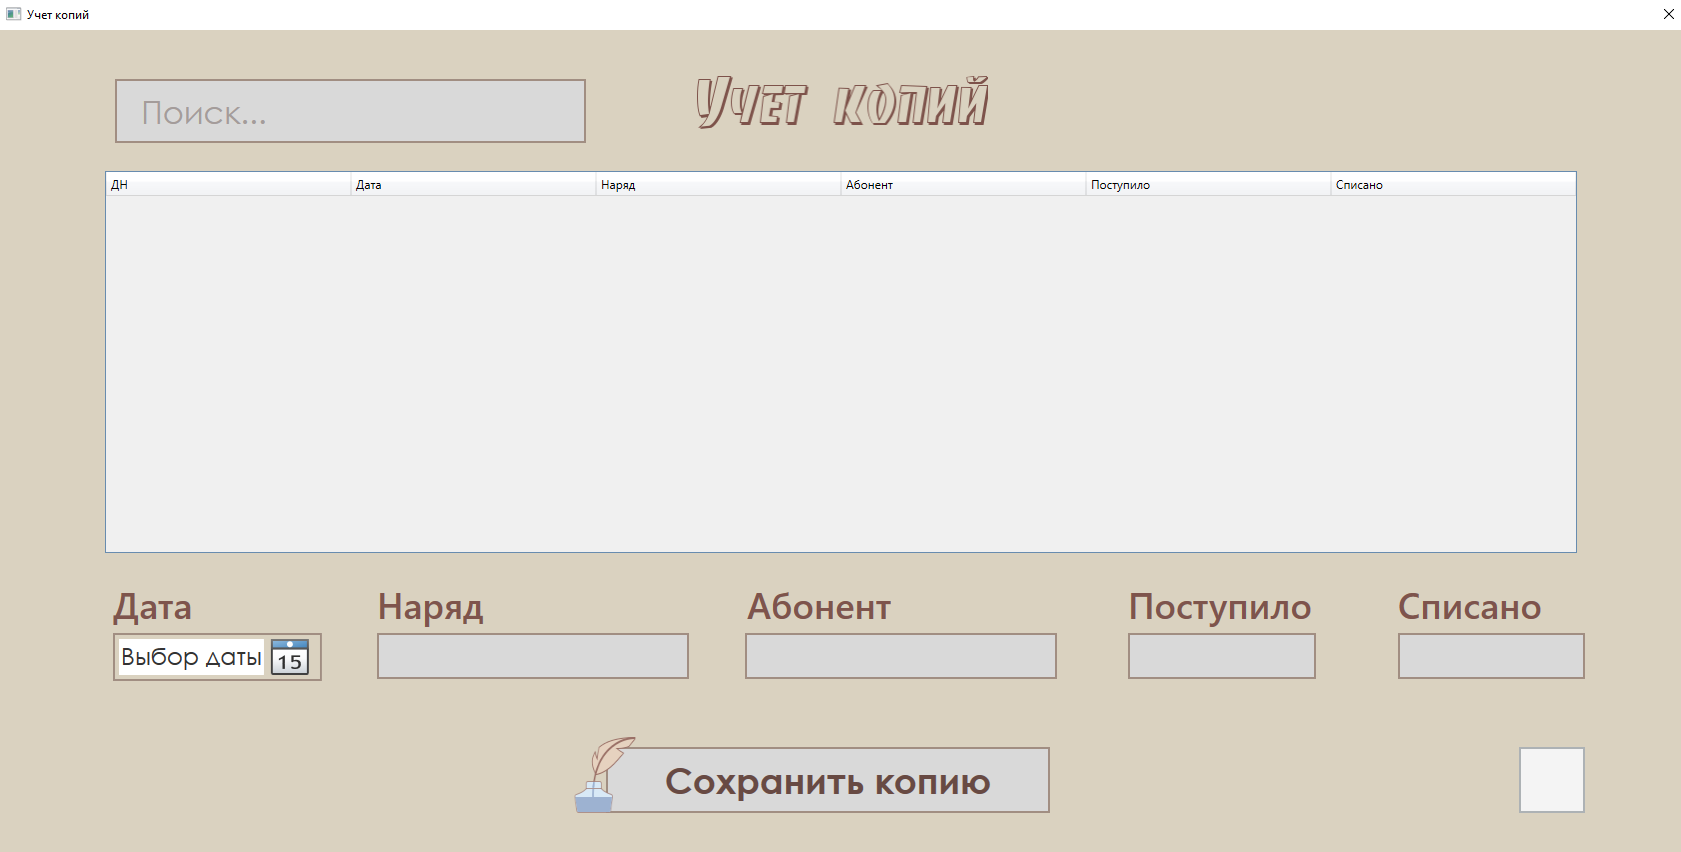 Учет копий
Поиск...
Учет копий
ДН Дата Наряд Абонент Поступило Списано
Дата Наряд Абонент Поступило Списано
Выбор даты 15
Сохранить копию